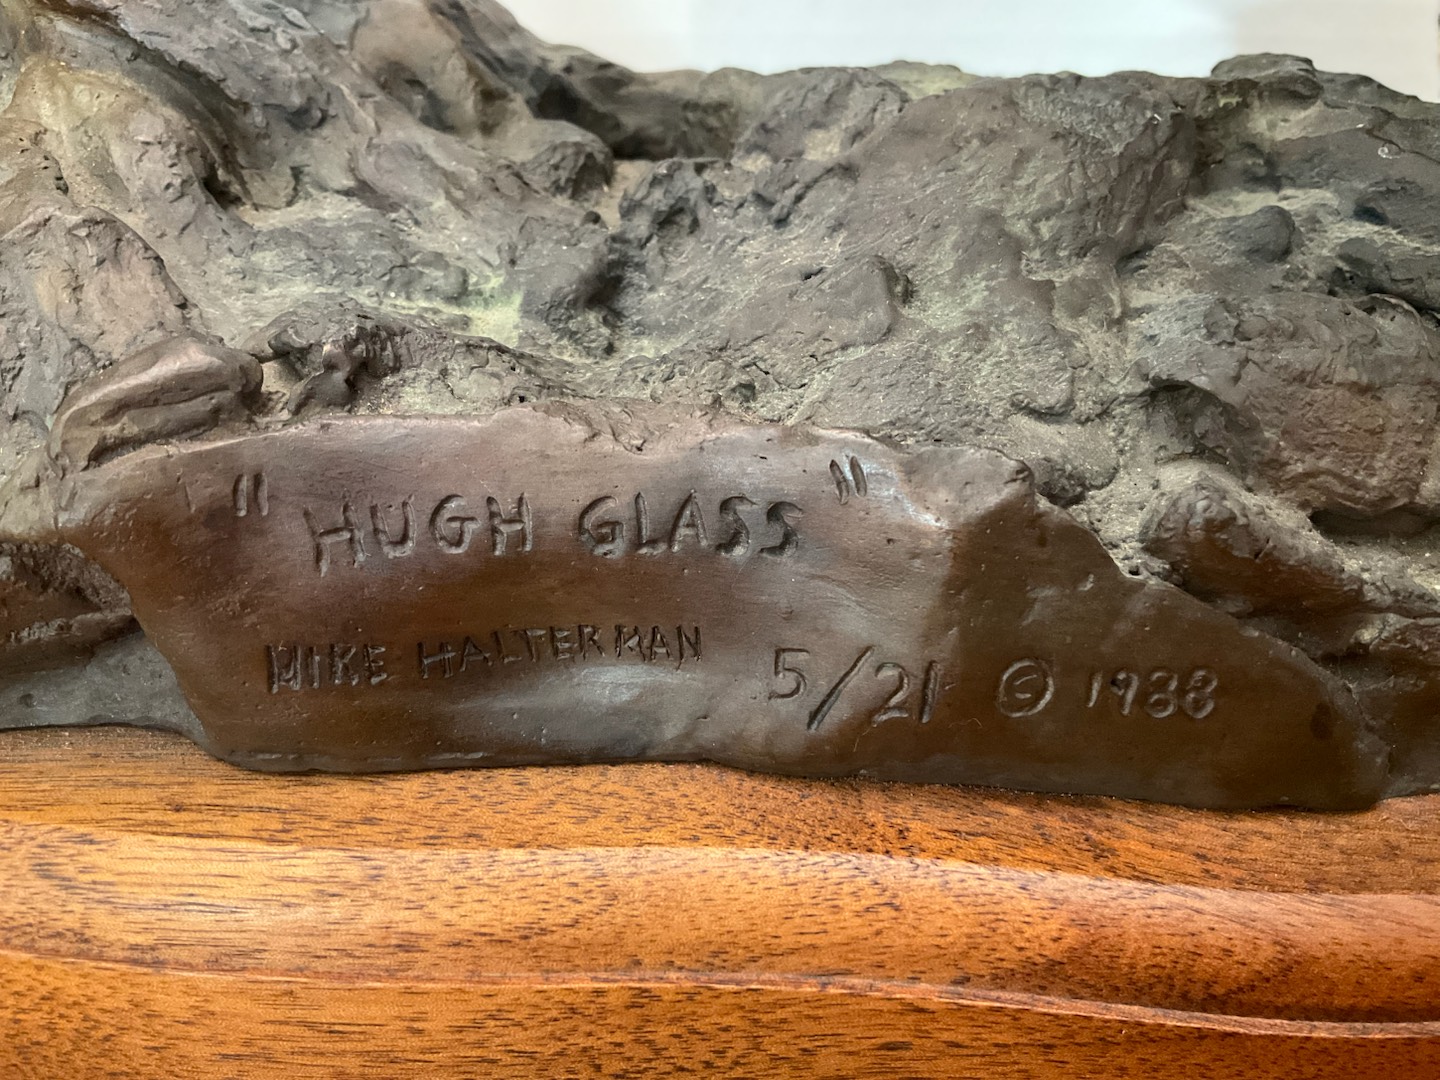 "HUGH GLASS"
MIKE HALTERMAN 5/21 © 1988